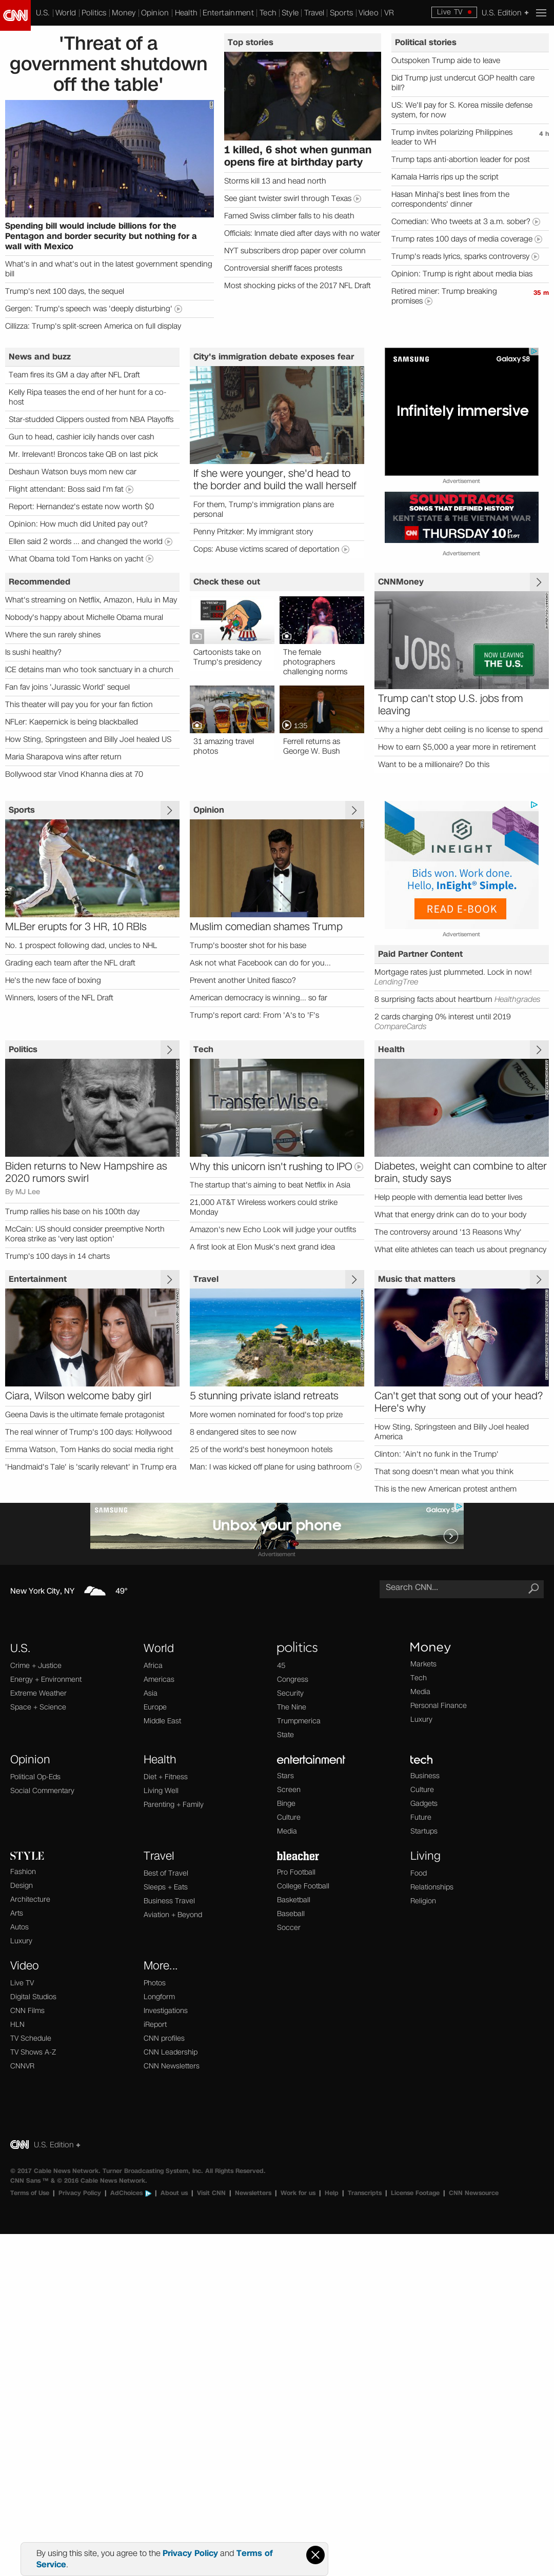 CNN
U.S. World Politics Money Opinion Health Entertainment Tech Style Travel Sports Video VR
Live TV
U.S. Edition +
'Threat of a
government shutdown
off the table'
Spending bill would include billions for the
Pentagon and border security but nothing for a
wall with Mexico
What's in and what's out in the latest government spending
bill
Trump's next 100 days, the sequel
Gergen: Trump's speech was 'deeply disturbing'
Cillizza: Trump's split-screen America on full display
Top stories
1 killed, 6 shot when gunman
opens fire at birthday party
Storms kill 13 and head north
See giant twister swirl through Texas
Famed Swiss climber falls to his death
Officials: Inmate died after days with no water
NYT subscribers drop paper over column
Controversial sheriff faces protests
Most shocking picks of the 2017 NFL Draft
Political stories
Outspoken Trump aide to leave
Did Trump just undercut GOP health care
bill?
US: We'll pay for S. Korea missile defense
system, for now
Trump invites polarizing Philippines
leader to WH
4 h
Trump taps anti-abortion leader for post
Kamala Harris rips up the script
Hasan Minhaj's best lines from the
correspondents' dinner
Comedian: Who tweets at 3 a.m. sober?
Trump rates 100 days of media coverage
Trump's reads lyrics, sparks controversy
Opinion: Trump is right about media bias
Retired miner: Trump breaking
promises
35 m
News and buzz
Team fires its GM a day after NFL Draft
Kelly Ripa teases the end of her hunt for a co-
host
Star-studded Clippers ousted from NBA Playoffs
Gun to head, cashier icily hands over cash
Mr. Irrelevant! Broncos take QB on last pick
Deshaun Watson buys mom new car
Flight attendant: Boss said I'm fat
Report: Hernandez's estate now worth $0
Opinion: How much did United pay out?
Ellen said 2 words ... and changed the world
What Obama told Tom Hanks on yacht
City's immigration debate exposes fear
If she were younger, she'd head to
the border and build the wall herself
For them, Trump's immigration plans are
personal
Penny Pritzker: My immigrant story
Cops: Abuse victims scared of deportation
SAMSUNG
Galaxy S8
Infinitely immersive
Advertisement
SOUNDTRACKS
SONGS THAT DEFINED HISTORY
KENT STATE & THE VIETNAM WAR
CNN THURSDAY 10P ET/PT
Advertisement
Recommended
What's streaming on Netflix, Amazon, Hulu in May
Nobody's happy about Michelle Obama mural
Where the sun rarely shines
Is sushi healthy?
ICE detains man who took sanctuary in a church
Fan fav joins 'Jurassic World' sequel
This theater will pay you for your fan fiction
NFLer: Kaepernick is being blackballed
How Sting, Springsteen and Billy Joel healed US
Maria Sharapova wins after return
Bollywood star Vinod Khanna dies at 70
Check these out
Cartoonists take on
Trump's presidency
The female
photographers
challenging norms
31 amazing travel
photos
1:35
Ferrell returns as
George W. Bush
CNNMoney
JOBS
NOW LEAVING
THE U.S.
Trump can't stop U.S. jobs from
leaving
Why a higher debt ceiling is no license to spend
How to earn $5,000 a year more in retirement
Want to be a millionaire? Do this
Sports
MLBer erupts for 3 HR, 10 RBIs
No. 1 prospect following dad, uncles to NHL
Grading each team after the NFL draft
He's the new face of boxing
Winners, losers of the NFL Draft
Opinion
Muslim comedian shames Trump
Trump's booster shot for his base
Ask not what Facebook can do for you...
Prevent another United fiasco?
American democracy is winning... so far
Trump's report card: From 'A's to 'F's
INEIGHT
Bids won. Work done.
Hello, InEight® Simple.
READ E-BOOK
Advertisement
Paid Partner Content
Mortgage rates just plummeted. Lock in now!
LendingTree
8 surprising facts about heartburn Healthgrades
2 cards charging 0% interest until 2019
CompareCards
Politics
Biden returns to New Hampshire as
2020 rumors swirl
By MJ Lee
Trump rallies his base on his 100th day
McCain: US should consider preemptive North
Korea strike as 'very last option'
Trump's 100 days in 14 charts
Tech
TransferWise
Why this unicorn isn't rushing to IPO
The startup that's aiming to beat Netflix in Asia
21,000 AT&T Wireless workers could strike
Monday
Amazon's new Echo Look will judge your outfits
A first look at Elon Musk's next grand idea
Health
Diabetes, weight can combine to alter
brain, study says
Help people with dementia lead better lives
What that energy drink can do to your body
The controversy around '13 Reasons Why'
What elite athletes can teach us about pregnancy
Entertainment
Ciara, Wilson welcome baby girl
Geena Davis is the ultimate female protagonist
The real winner of Trump's 100 days: Hollywood
Emma Watson, Tom Hanks do social media right
'Handmaid's Tale' is 'scarily relevant' in Trump era
Travel
5 stunning private island retreats
More women nominated for food's top prize
8 endangered sites to see now
25 of the world's best honeymoon hotels
Man: I was kicked off plane for using bathroom
Music that matters
Can't get that song out of your head?
Here's why
How Sting, Springsteen and Billy Joel healed
America
Clinton: 'Ain't no funk in the Trump'
That song doesn't mean what you think
This is the new American protest anthem
SAMSUNG
Galaxy S8
Unbox your phone
Advertisement
New York City, NY 49°
Search CNN...
U.S.
Crime + Justice
Energy + Environment
Extreme Weather
Space + Science
World
Africa
Americas
Asia
Europe
Middle East
politics
45
Congress
Security
The Nine
Trumpmerica
State
Money
Markets
Tech
Media
Personal Finance
Luxury
Opinion
Political Op-Eds
Social Commentary
Health
Diet + Fitness
Living Well
Parenting + Family
entertainment
Stars
Screen
Binge
Culture
Media
tech
Business
Culture
Gadgets
Future
Startups
STYLE
Fashion
Design
Architecture
Arts
Autos
Luxury
Travel
Best of Travel
Sleeps + Eats
Business Travel
Aviation + Beyond
bleacher
Pro Football
College Football
Basketball
Baseball
Soccer
Living
Food
Relationships
Religion
Video
Live TV
Digital Studios
CNN Films
HLN
TV Schedule
TV Shows A-Z
CNNVR
More...
Photos
Longform
Investigations
iReport
CNN profiles
CNN Leadership
CNN Newsletters
CNN U.S. Edition +
© 2017 Cable News Network. Turner Broadcasting System, Inc. All Rights Reserved.
CNN Sans ™ & © 2016 Cable News Network.
Terms of Use | Privacy Policy | AdChoices | About us | Visit CNN | Newsletters | Work for us | Help | Transcripts | License Footage | CNN Newsource
By using this site, you agree to the Privacy Policy and Terms of
Service.